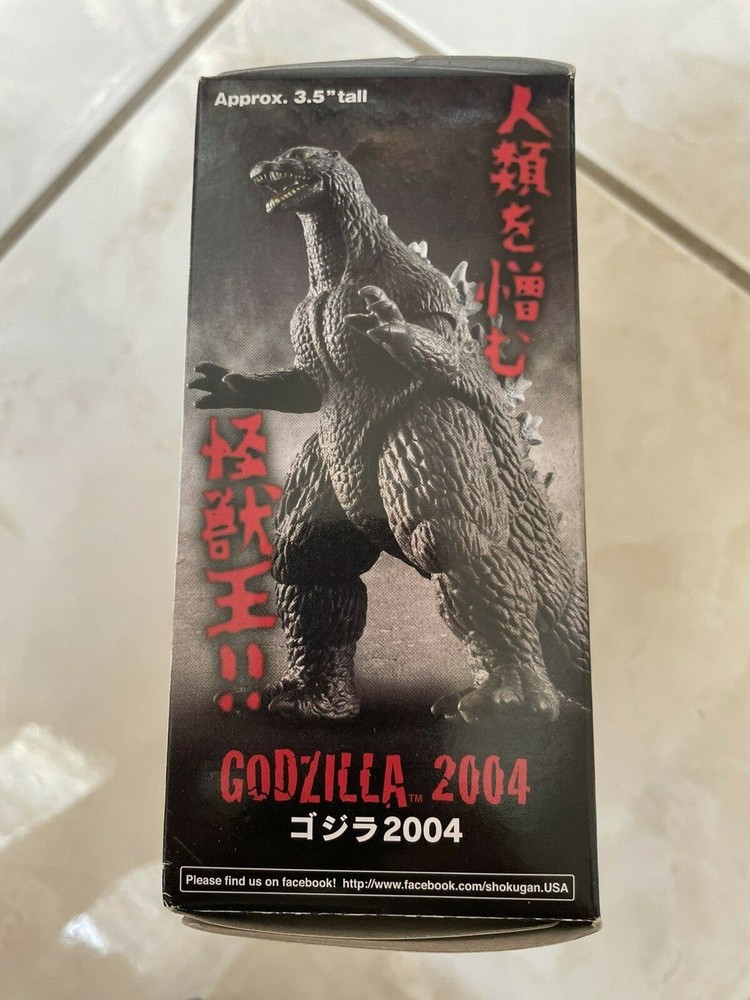 Approx. 3.5”tall
人類を憎む
怪獣王!!
GODZILLA™ 2004
ゴジラ2004
Please find us on facebook! http://www.facebook.com/shokugan.USA